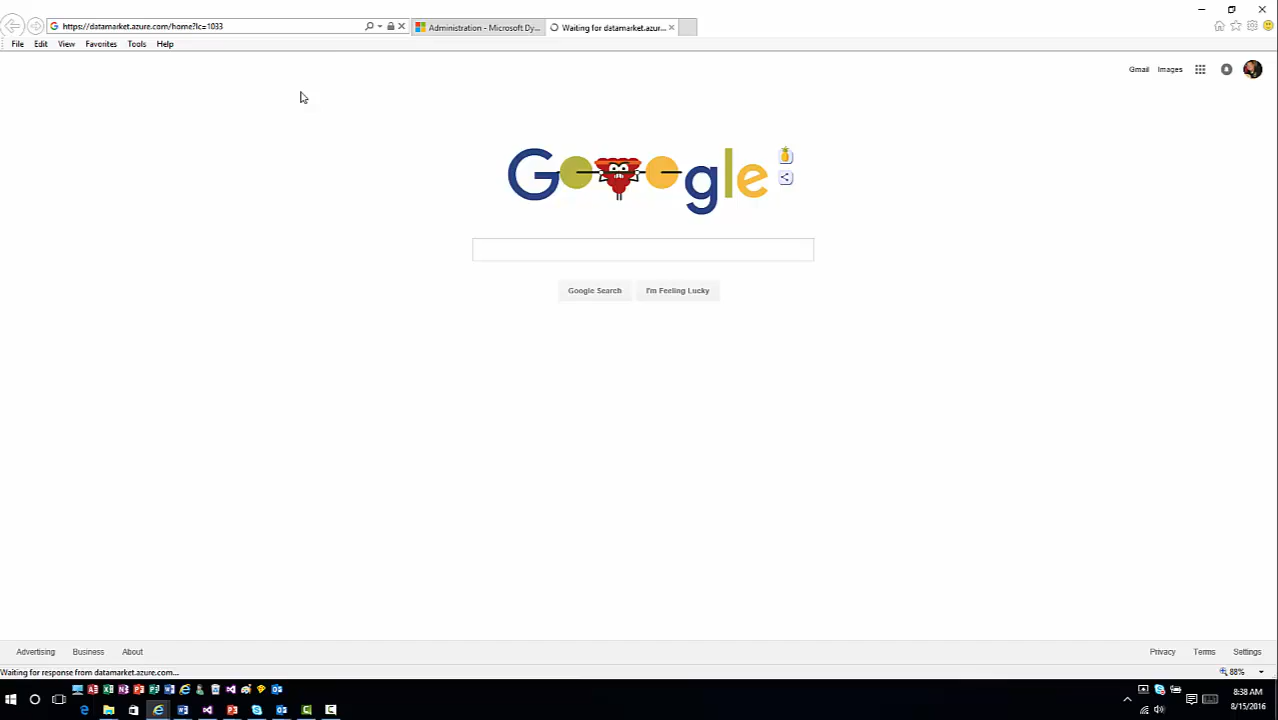 https://datamarket.azure.com/home?lc=1033
Administration - Microsoft Dy...
Waiting for datamarket.azur...
File Edit View Favorites Tools Help
Gmail Images
Google
Google Search I'm Feeling Lucky
Advertising Business About
Privacy Terms Settings
Waiting for response from datamarket.azure.com...
88%
8:38 AM
8/15/2016